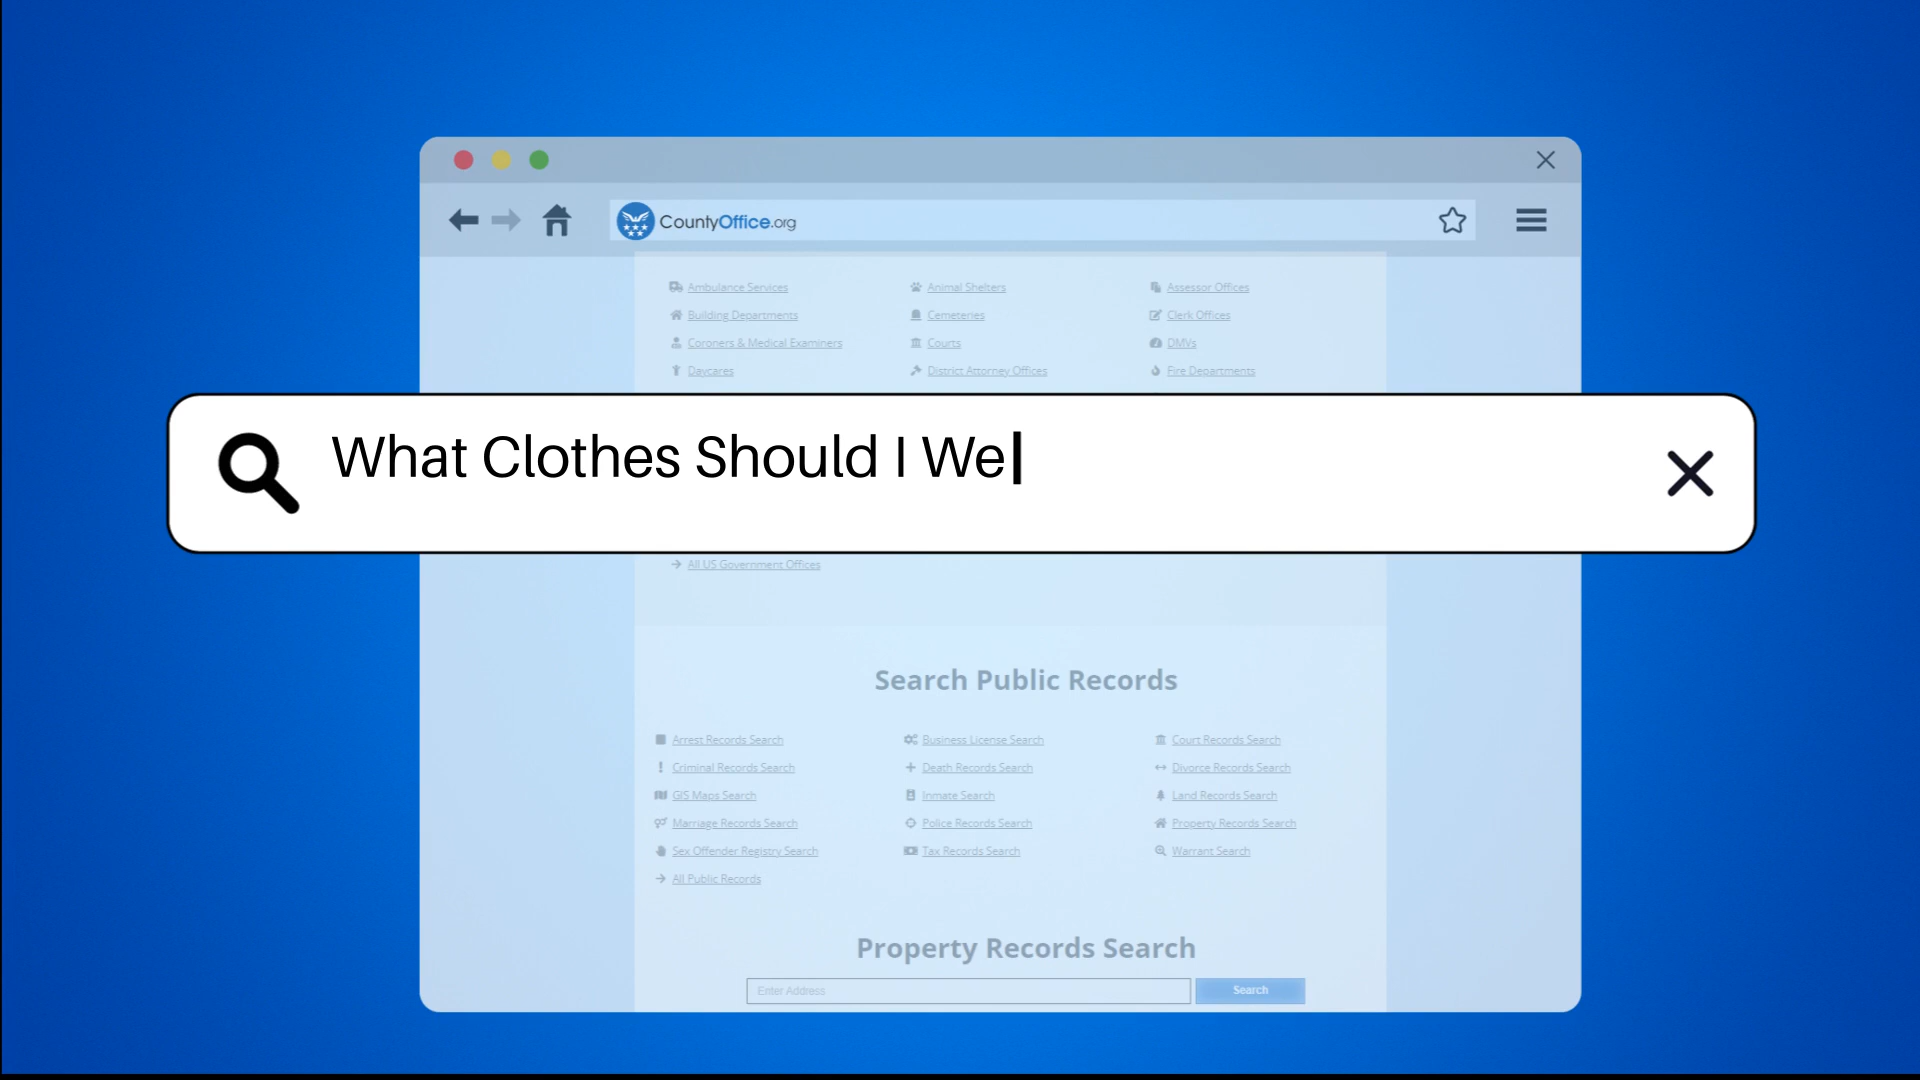 CountyOffice.org
Ambulance Services Animal Shelters Assessor Offices
Building Departments Cemeteries Clerk Offices
Coroners & Medical Examiners Courts DMVs
Daycares District Attorney Offices Fire Departments
What Clothes Should I We
All US Government Offices
Search Public Records
Arrest Records Search Business License Search Court Records Search
Criminal Records Search Death Records Search Divorce Records Search
GIS Maps Search Inmate Search Land Records Search
Marriage Records Search Police Records Search Property Records Search
Sex Offender Registry Search Tax Records Search Warrant Search
All Public Records
Property Records Search
Enter Address Search